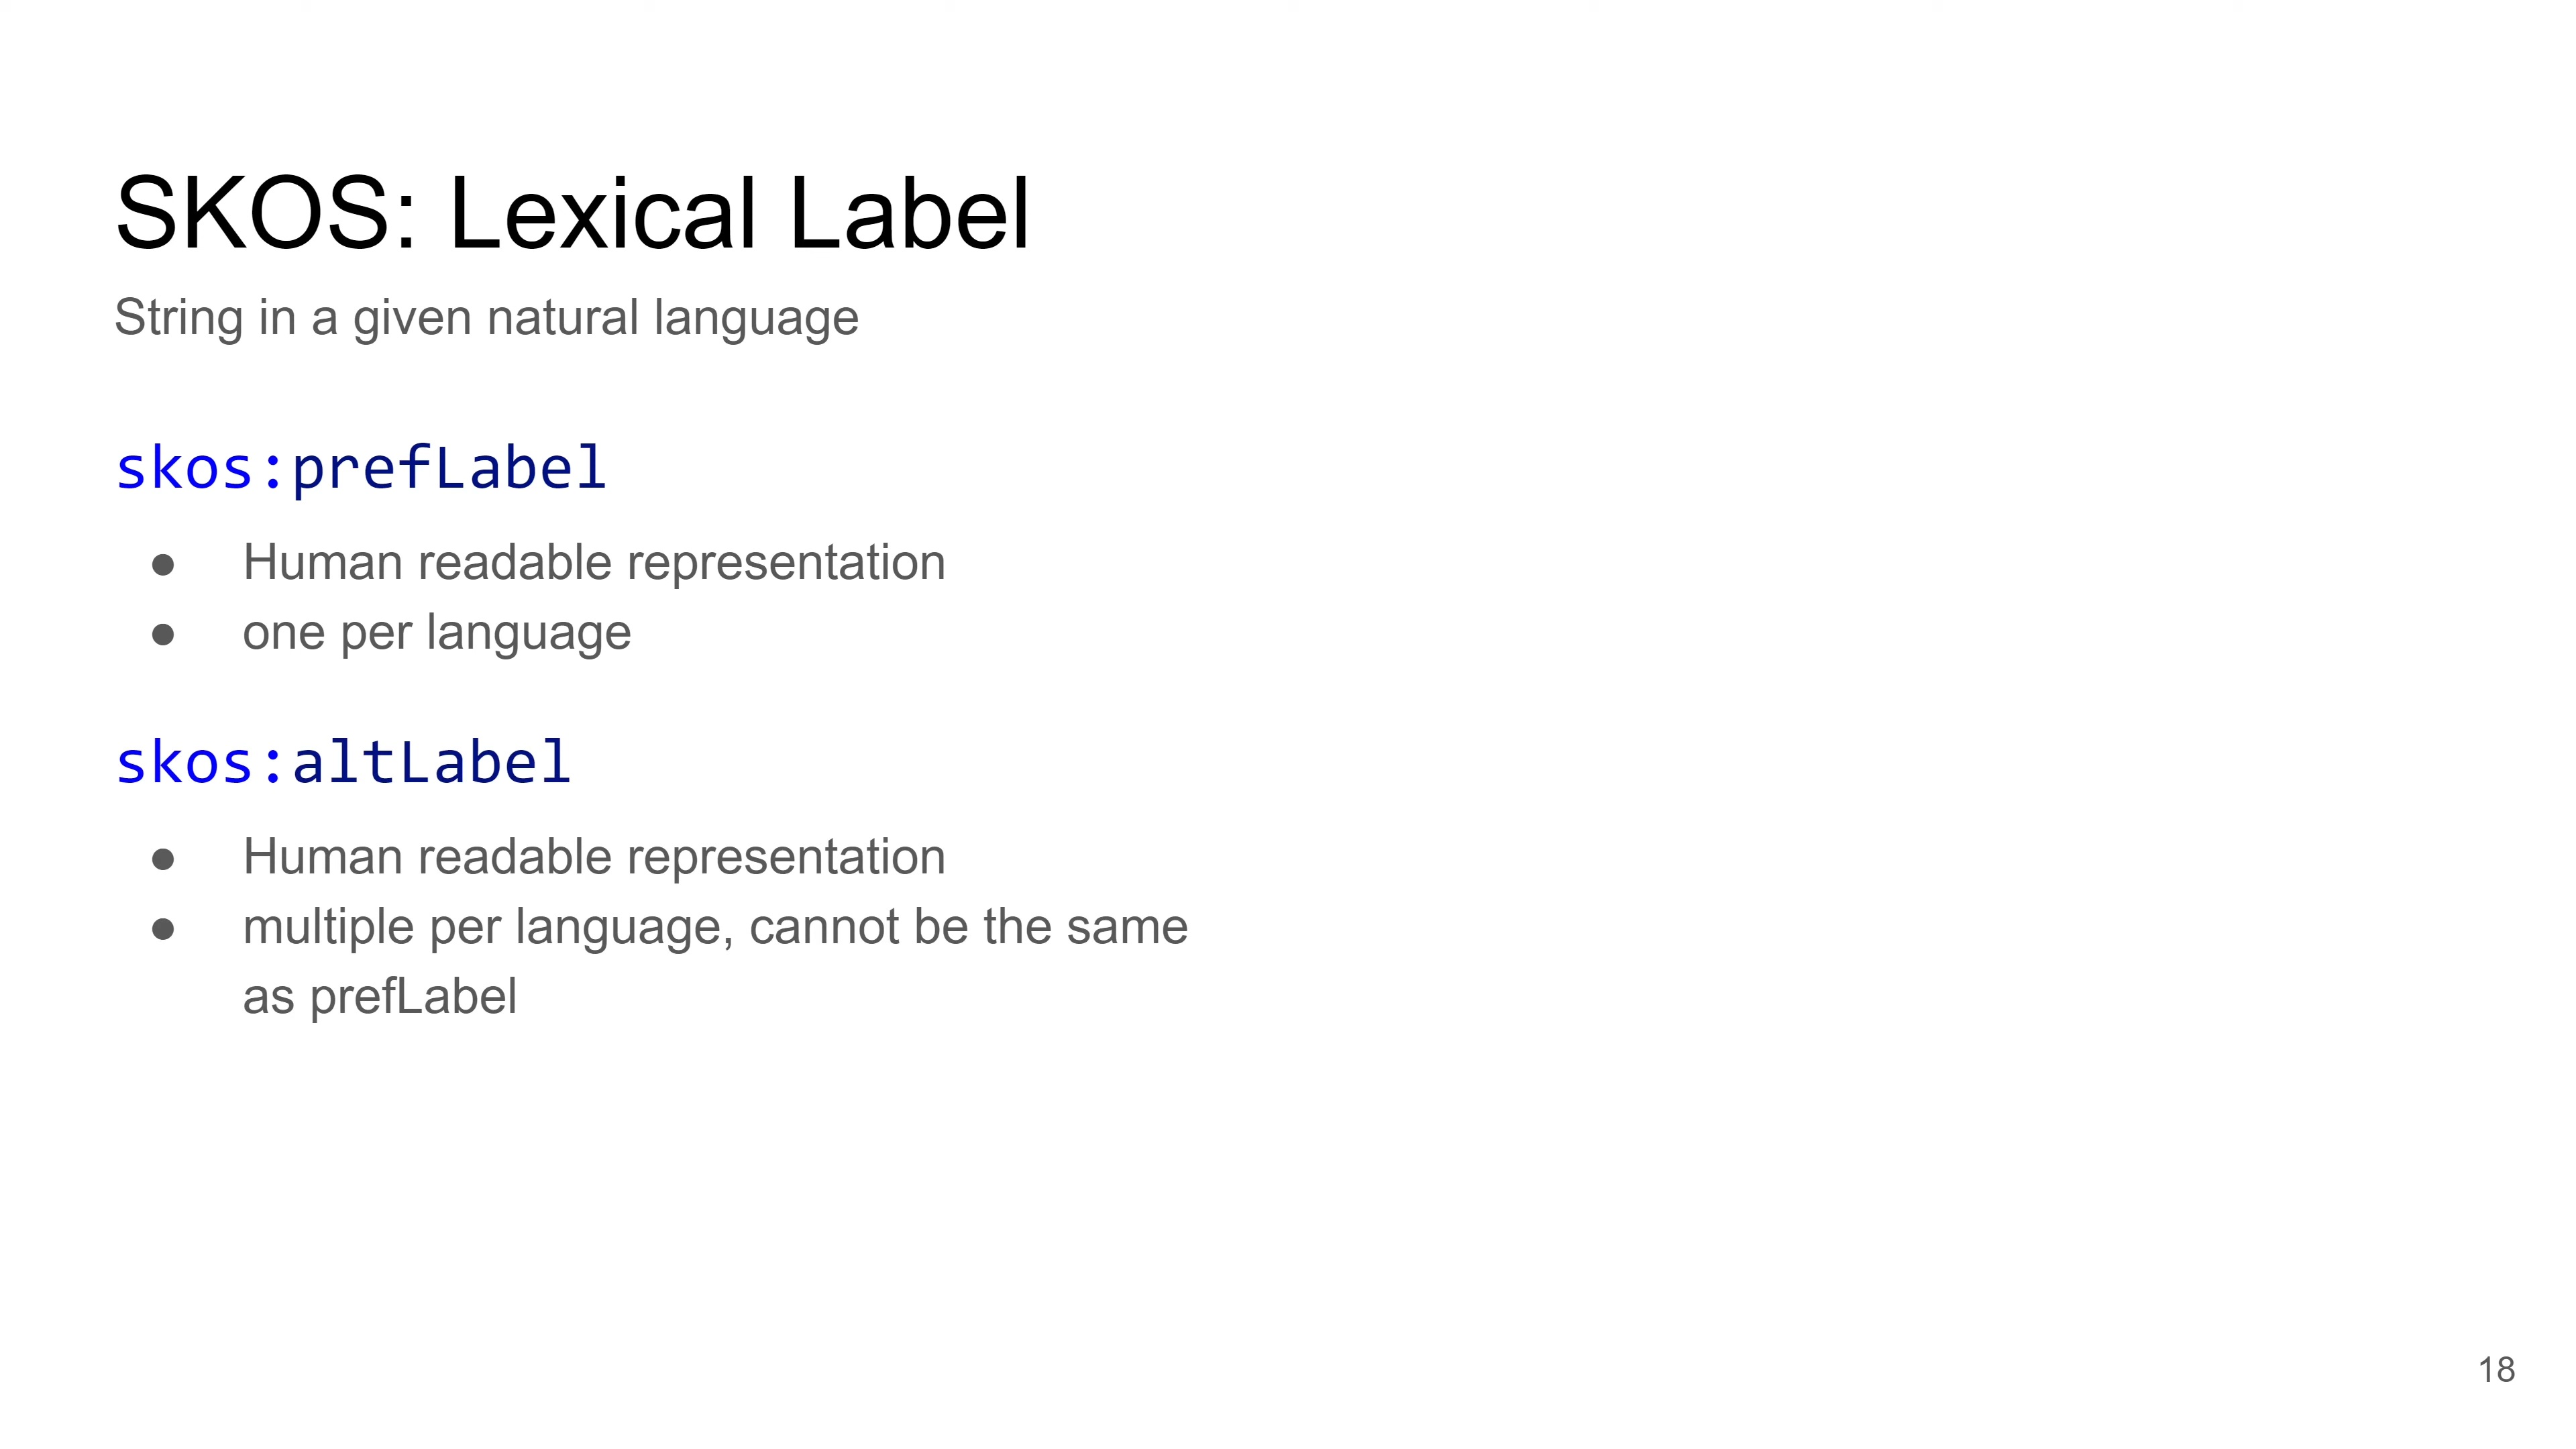 SKOS: Lexical Label
String in a given natural language
skos:prefLabel
● Human readable representation
● one per language
skos:altLabel
● Human readable representation
● multiple per language, cannot be the same
as prefLabel
18